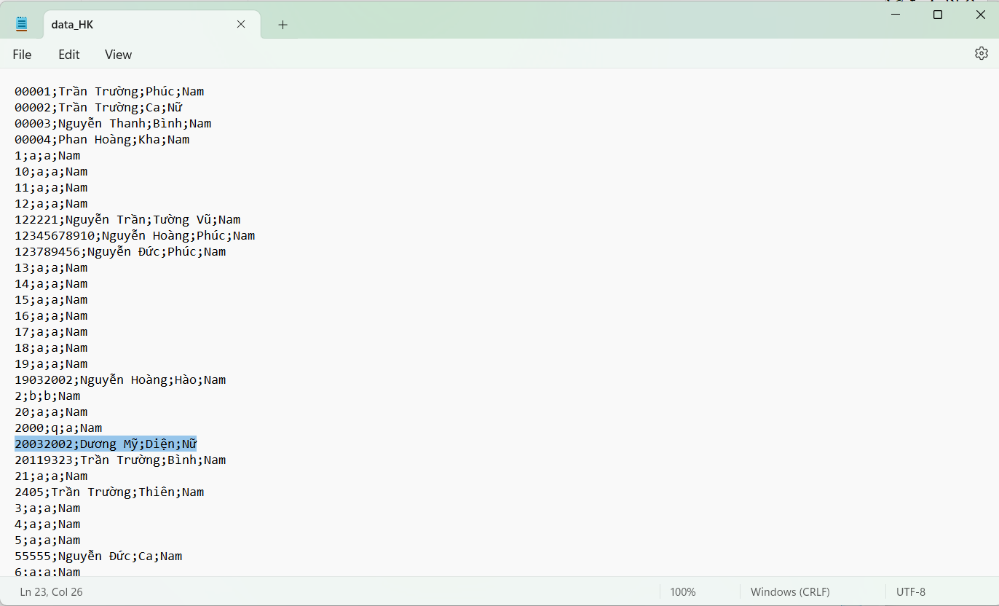 data_HK
File Edit View
00001;Trần Trường;Phúc;Nam
00002;Trần Trường;Ca;Nữ
00003;Nguyễn Thanh;Bình;Nam
00004;Phan Hoàng;Kha;Nam
1;a;a;Nam
10;a;a;Nam
11;a;a;Nam
12;a;a;Nam
122221;Nguyễn Trần;Tường Vũ;Nam
12345678910;Nguyễn Hoàng;Phúc;Nam
123789456;Nguyễn Đức;Phúc;Nam
13;a;a;Nam
14;a;a;Nam
15;a;a;Nam
16;a;a;Nam
17;a;a;Nam
18;a;a;Nam
19;a;a;Nam
19032002;Nguyễn Hoàng;Hào;Nam
2;b;b;Nam
20;a;a;Nam
2000;q;a;Nam
20032002;Dương Mỹ;Diện;Nữ
20119323;Trần Trường;Bình;Nam
21;a;a;Nam
2405;Trần Trường;Thiên;Nam
3;a;a;Nam
4;a;a;Nam
5;a;a;Nam
55555;Nguyễn Đức;Ca;Nam
6;a;a;Nam
Ln 23, Col 26 100% Windows (CRLF) UTF-8